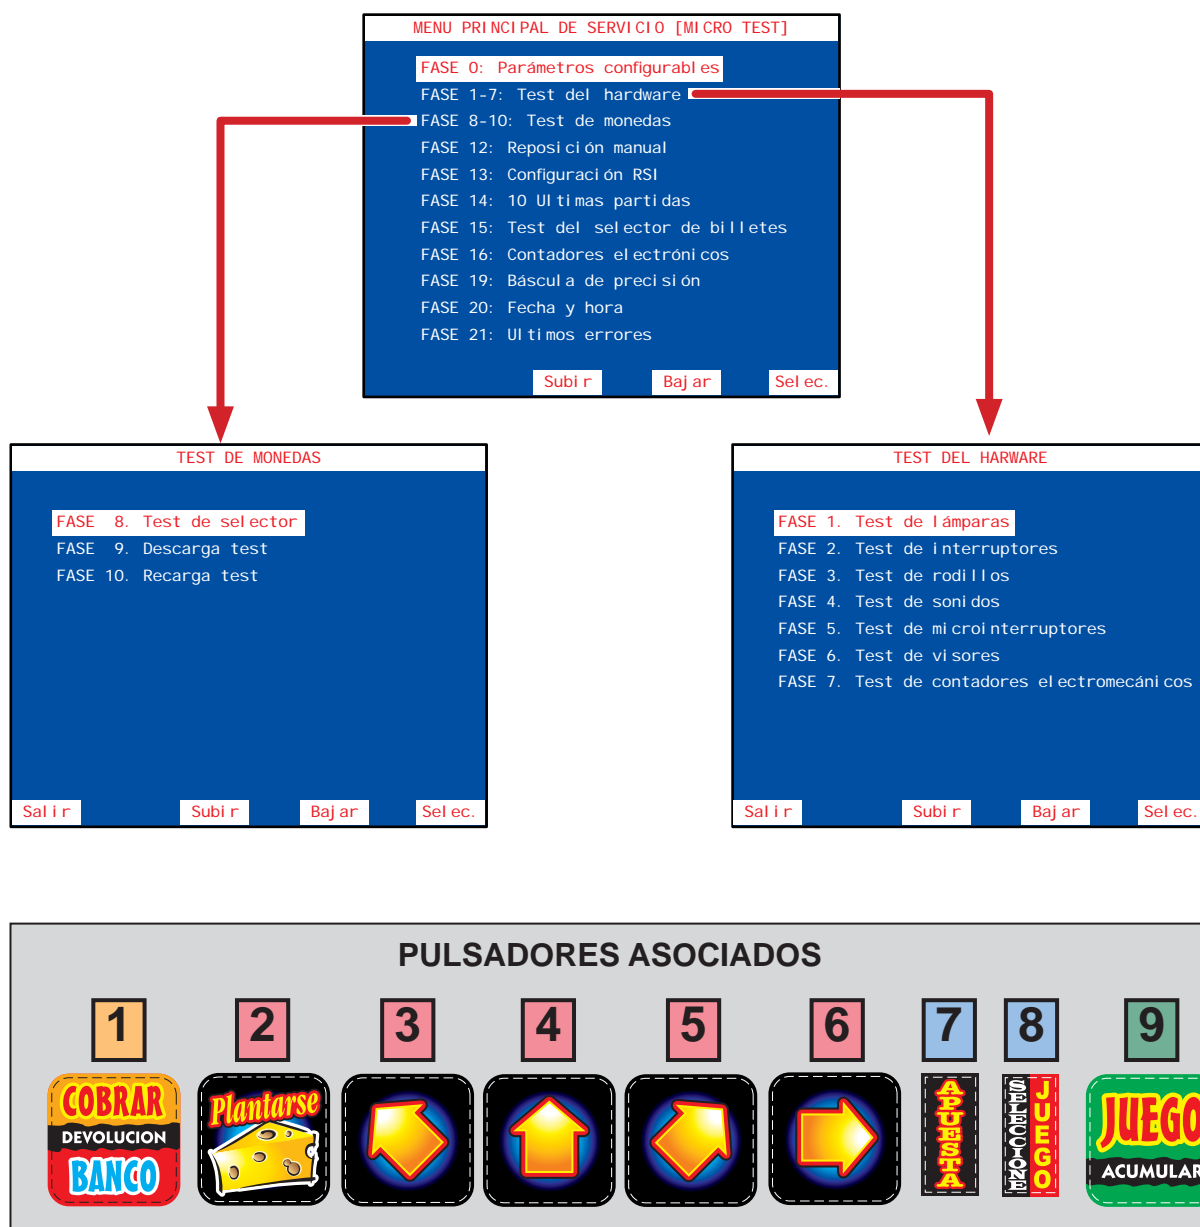 MENU PRINCIPAL DE SERVICIO [MICRO TEST]
FASE 0: Parámetros configurables
FASE 1-7: Test del hardware
FASE 8-10: Test de monedas
FASE 12: Reposición manual
FASE 13: Configuración RSI
FASE 14: 10 Ultimas partidas
FASE 15: Test del selector de billetes
FASE 16: Contadores electrónicos
FASE 19: Báscula de precisión
FASE 20: Fecha y hora
FASE 21: Ultimos errores
Subir Bajar Selec.
TEST DE MONEDAS
FASE 8. Test de selector
FASE 9. Descarga test
FASE 10. Recarga test
Salir Subir Bajar Selec.
TEST DEL HARWARE
FASE 1. Test de lámparas
FASE 2. Test de interruptores
FASE 3. Test de rodillos
FASE 4. Test de sonidos
FASE 5. Test de microinterruptores
FASE 6. Test de visores
FASE 7. Test de contadores electromecánicos
Salir Subir Bajar Selec.
PULSADORES ASOCIADOS
1 2 3 4 5 6 7 8 9
COBRAR
DEVOLUCION
BANCO
Plantarse
APUESTA
SELECCIONE
JUEGO
JUEGO
ACUMULAR